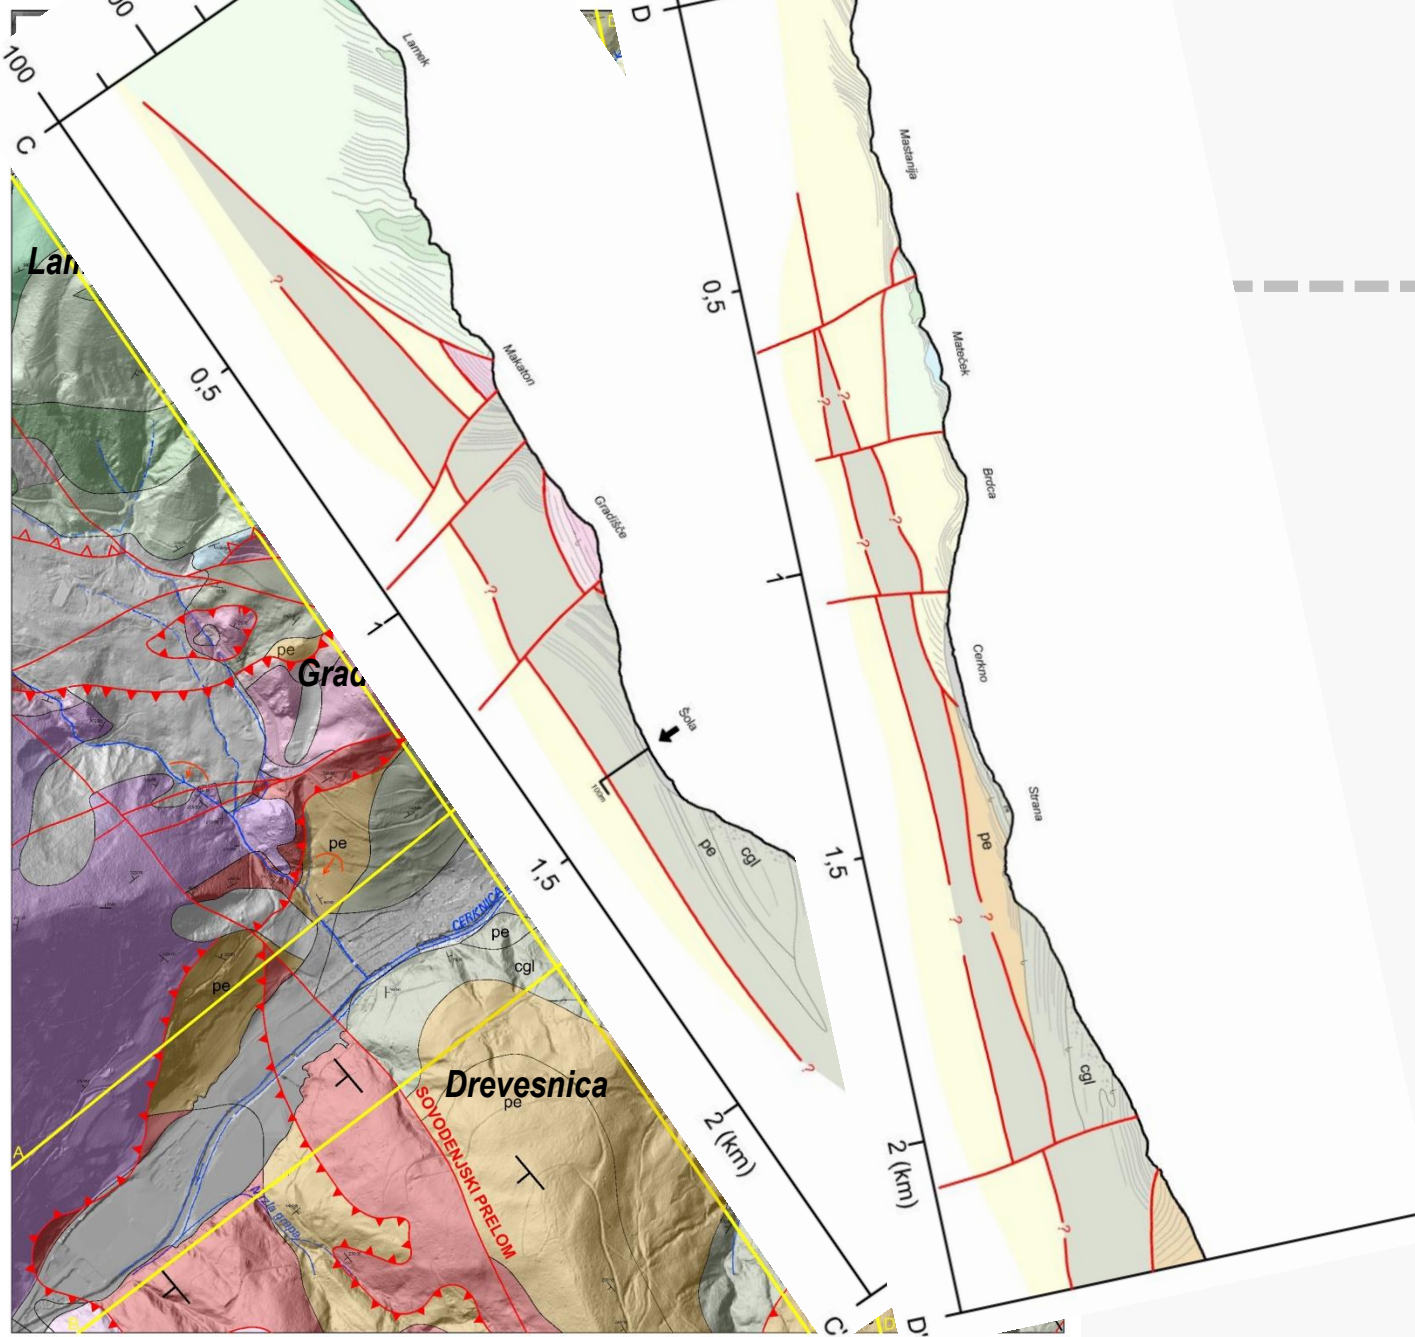 D
100
C
Lamek
Mastanija
0,5
Mateček
Lam
?
Makaton
0,5
?
?
Brdca
?
Gradišče
?
1
pe
Grad
?
1
Cerkno
Šola
100m
Strana
pe
pe
cgl
pe
1,5
1,5
?
?
CERKNICA
pe
cgl
pe
cgl
?
Drevesnica
pe
SOVODENJSKI PRELOM
2 (km)
2 (km)
A
?
B
C'
D'